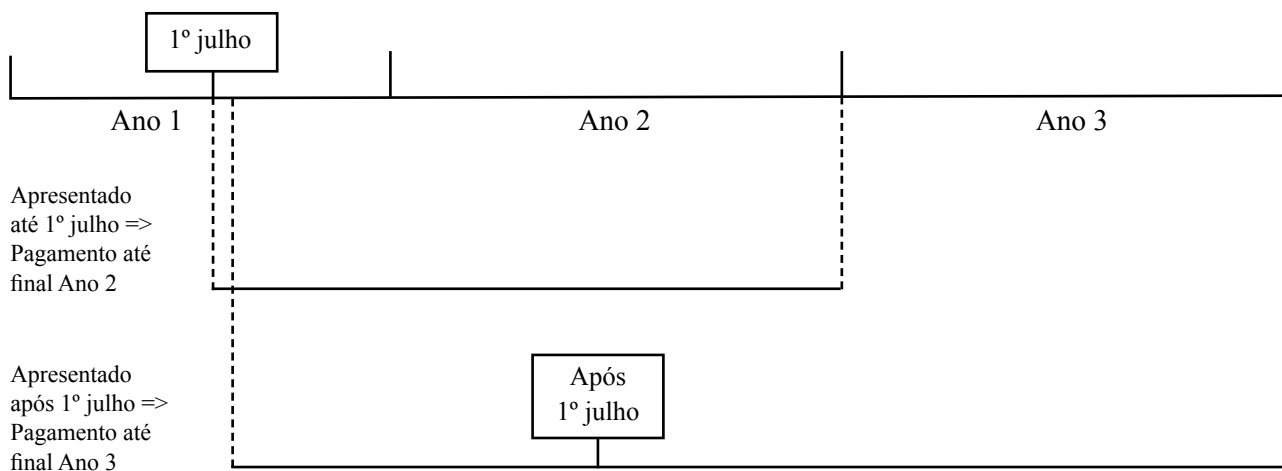 1º julho
Ano 1
Ano 2
Ano 3
Apresentado
até 1º julho =>
Pagamento até
final Ano 2
Após
1º julho
Apresentado
após 1º julho =>
Pagamento até
final Ano 3